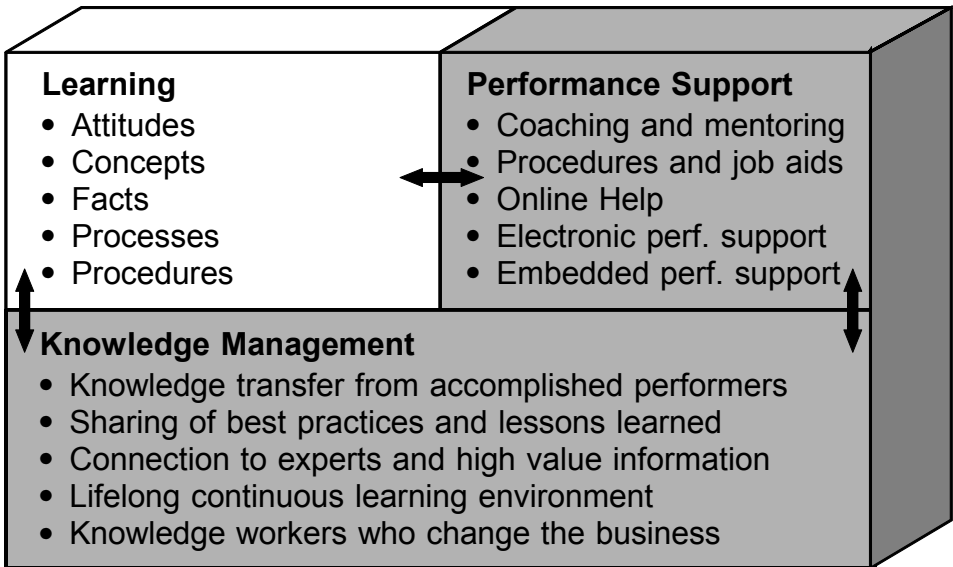 Learning
• Attitudes
• Concepts
• Facts
• Processes
• Procedures
Performance Support
• Coaching and mentoring
• Procedures and job aids
• Online Help
• Electronic perf. support
• Embedded perf. support
Knowledge Management
• Knowledge transfer from accomplished performers
• Sharing of best practices and lessons learned
• Connection to experts and high value information
• Lifelong continuous learning environment
• Knowledge workers who change the business